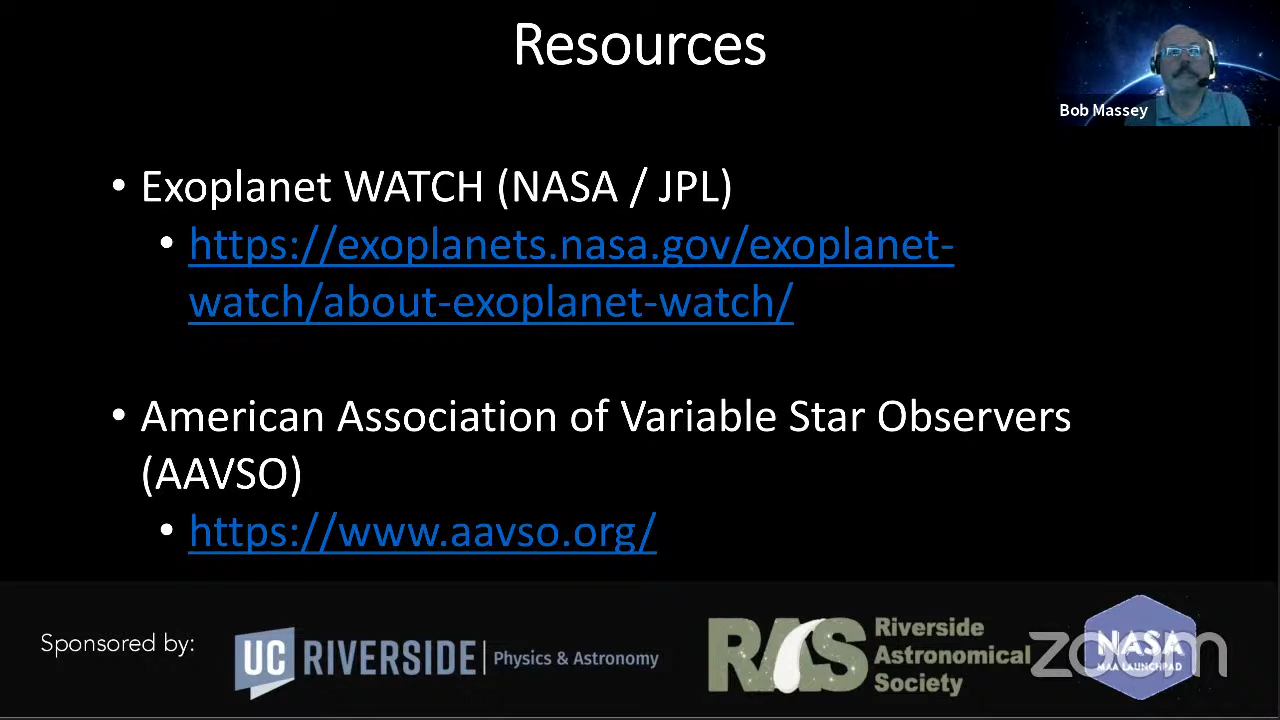 Resources
Bob Massey
• Exoplanet WATCH (NASA / JPL)
• https://exoplanets.nasa.gov/exoplanet-
watch/about-exoplanet-watch/
• American Association of Variable Star Observers
(AAVSO)
• https://www.aavso.org/
Sponsored by:
UC RIVERSIDE | Physics & Astronomy
RAS Riverside
Astronomical
Society
zoom
NASA
MAA LAUNCHPAD